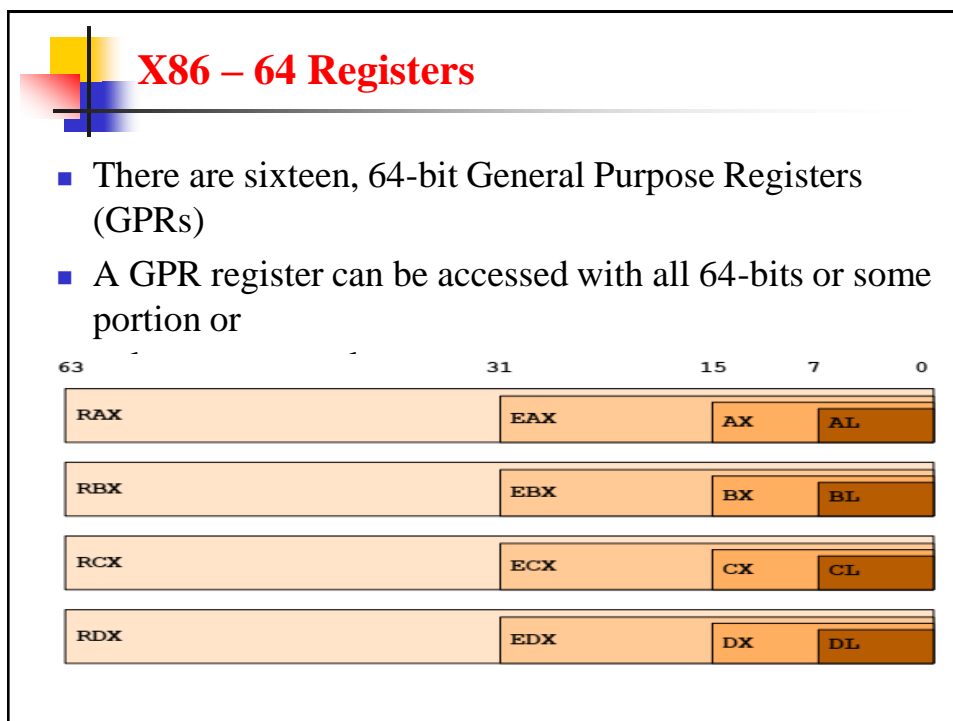 X86 – 64 Registers
There are sixteen, 64-bit General Purpose Registers
(GPRs)
A GPR register can be accessed with all 64-bits or some
portion or
63 31 15 7 0
RAX EAX AX AL
RBX EBX BX BL
RCX ECX CX CL
RDX EDX DX DL